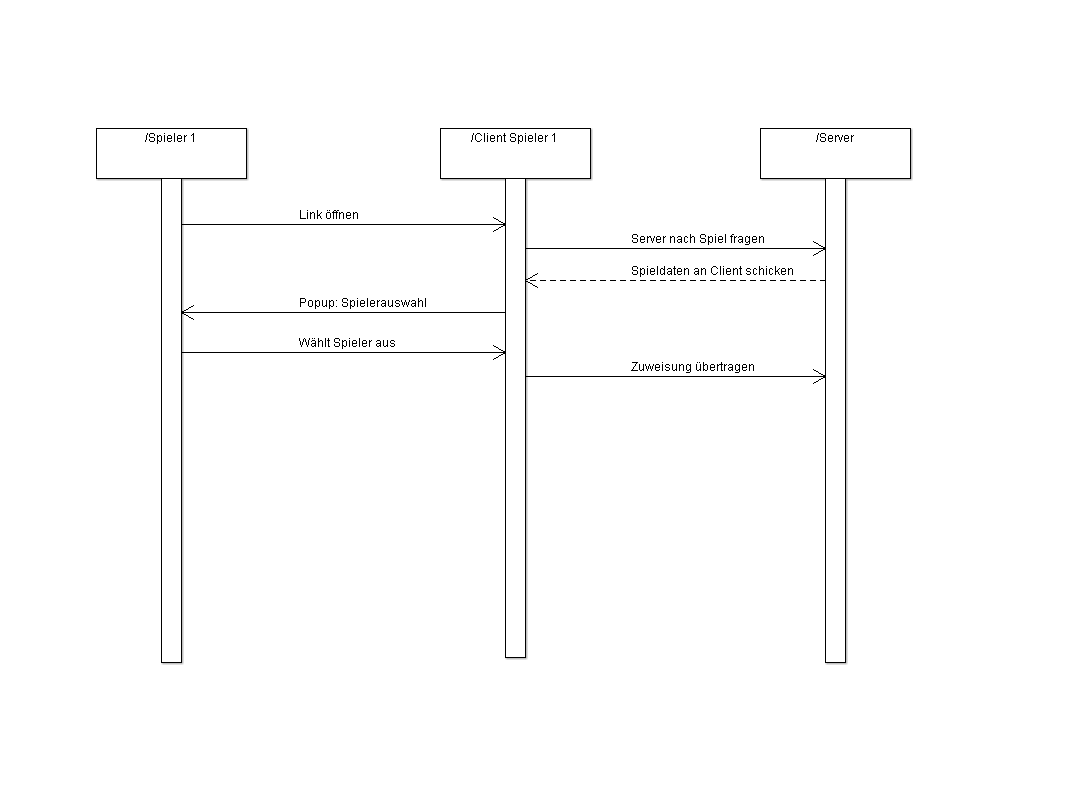 /Spieler 1
/Client Spieler 1
/Server
Link öffnen
Server nach Spiel fragen
Spieldaten an Client schicken
Popup: Spielerauswahl
Wählt Spieler aus
Zuweisung übertragen